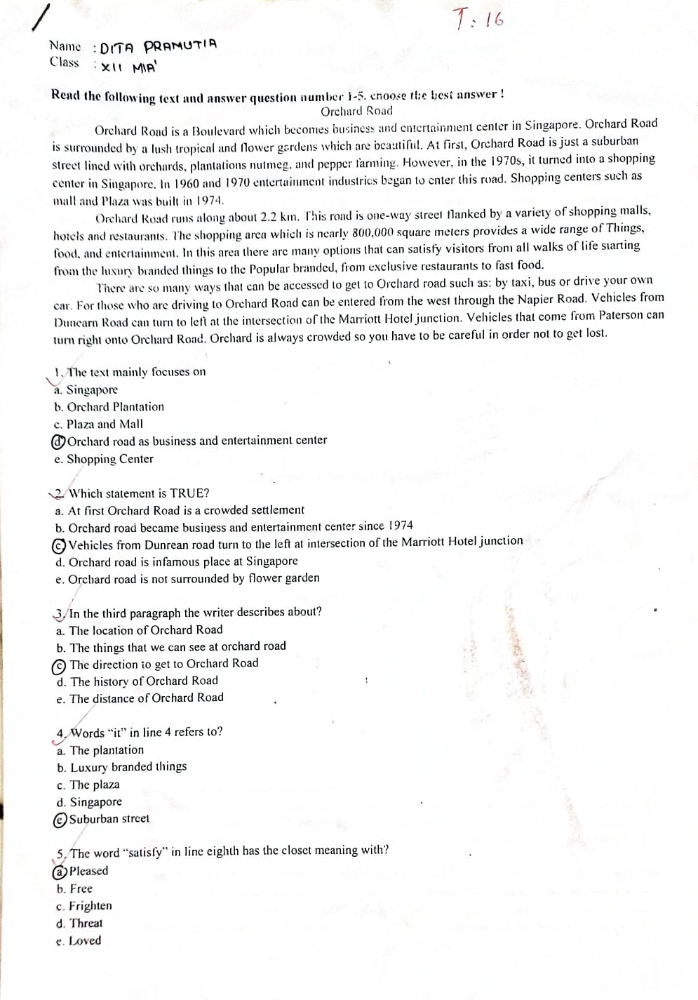 T: 16
Name : DITA PRAMUTIA
Class : XII MIA'
Read the following text and answer question number 1-5. choose the best answer !
Orchard Road
Orchard Road is a Boulevard which becomes business and entertainment center in Singapore. Orchard Road
is surrounded by a lush tropical and flower gardens which are beautiful. At first, Orchard Road is just a suburban
street lined with orchards, plantations nutmeg. and pepper farming. However, in the 1970s, it turned into a shopping
center in Singapore. In 1960 and 1970 entertainment industries began to enter this road. Shopping centers such as
mall and Plaza was built in 1974.
Orchard Road runs along about 2.2 km. This road is one-way street flanked by a variety of shopping malls,
hotels and restaurants. The shopping area which is nearly 800,000 square meters provides a wide range of Things,
food, and entertainment. In this area there are many options that can satisfy visitors from all walks of life starting
from the luxury branded things to the Popular branded, from exclusive restaurants to fast food.
There are so many ways that can be accessed to get to Orchard road such as: by taxi, bus or drive your own
car. For those who are driving to Orchard Road can be entered from the west through the Napier Road. Vehicles from
Dunearn Road can turn to left at the intersection of the Marriott Hotel junction. Vehicles that come from Paterson can
turn right onto Orchard Road. Orchard is always crowded so you have to be careful in order not to get lost.
1. The text mainly focuses on
a. Singapore
b. Orchard Plantation
c. Plaza and Mall
d. Orchard road as business and entertainment center
e. Shopping Center
2. Which statement is TRUE?
a. At first Orchard Road is a crowded settlement
b. Orchard road became business and entertainment center since 1974
c. Vehicles from Dunrean road turn to the left at intersection of the Marriott Hotel junction
d. Orchard road is infamous place at Singapore
e. Orchard road is not surrounded by flower garden
3. In the third paragraph the writer describes about?
a. The location of Orchard Road
b. The things that we can see at orchard road
c. The direction to get to Orchard Road
d. The history of Orchard Road
e. The distance of Orchard Road
4. Words "it" in line 4 refers to?
a. The plantation
b. Luxury branded things
c. The plaza
d. Singapore
e. Suburban street
5. The word "satisfy" in line eighth has the closet meaning with?
a. Pleased
b. Free
c. Frighten
d. Threat
e. Loved